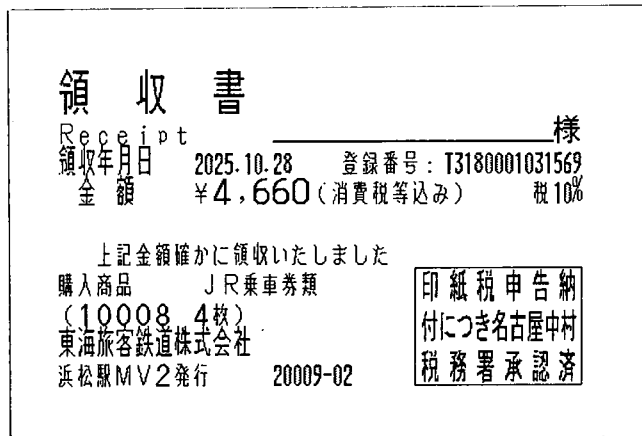 領収書
Receipt 様
領収年月日 2025.10.28 登録番号:T3180001031569
金額 ¥4,660(消費税等込み) 税10%
上記金額確かに領収いたしました
購入商品 JR乗車券類
(10008 4枚)
東海旅客鉄道株式会社
浜松駅MV2発行 20009-02
印紙税申告納
付につき名古屋中村
税務署承認済